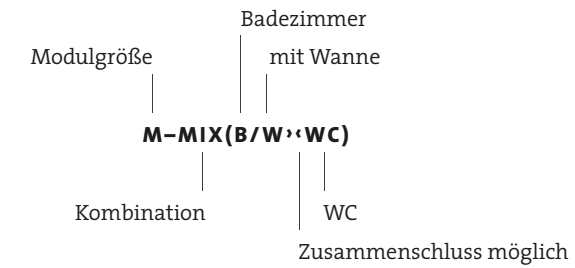 Badezimmer
Modulgröße mit Wanne
M–MIX(B/W›‹WC)
Kombination WC
Zusammenschluss möglich